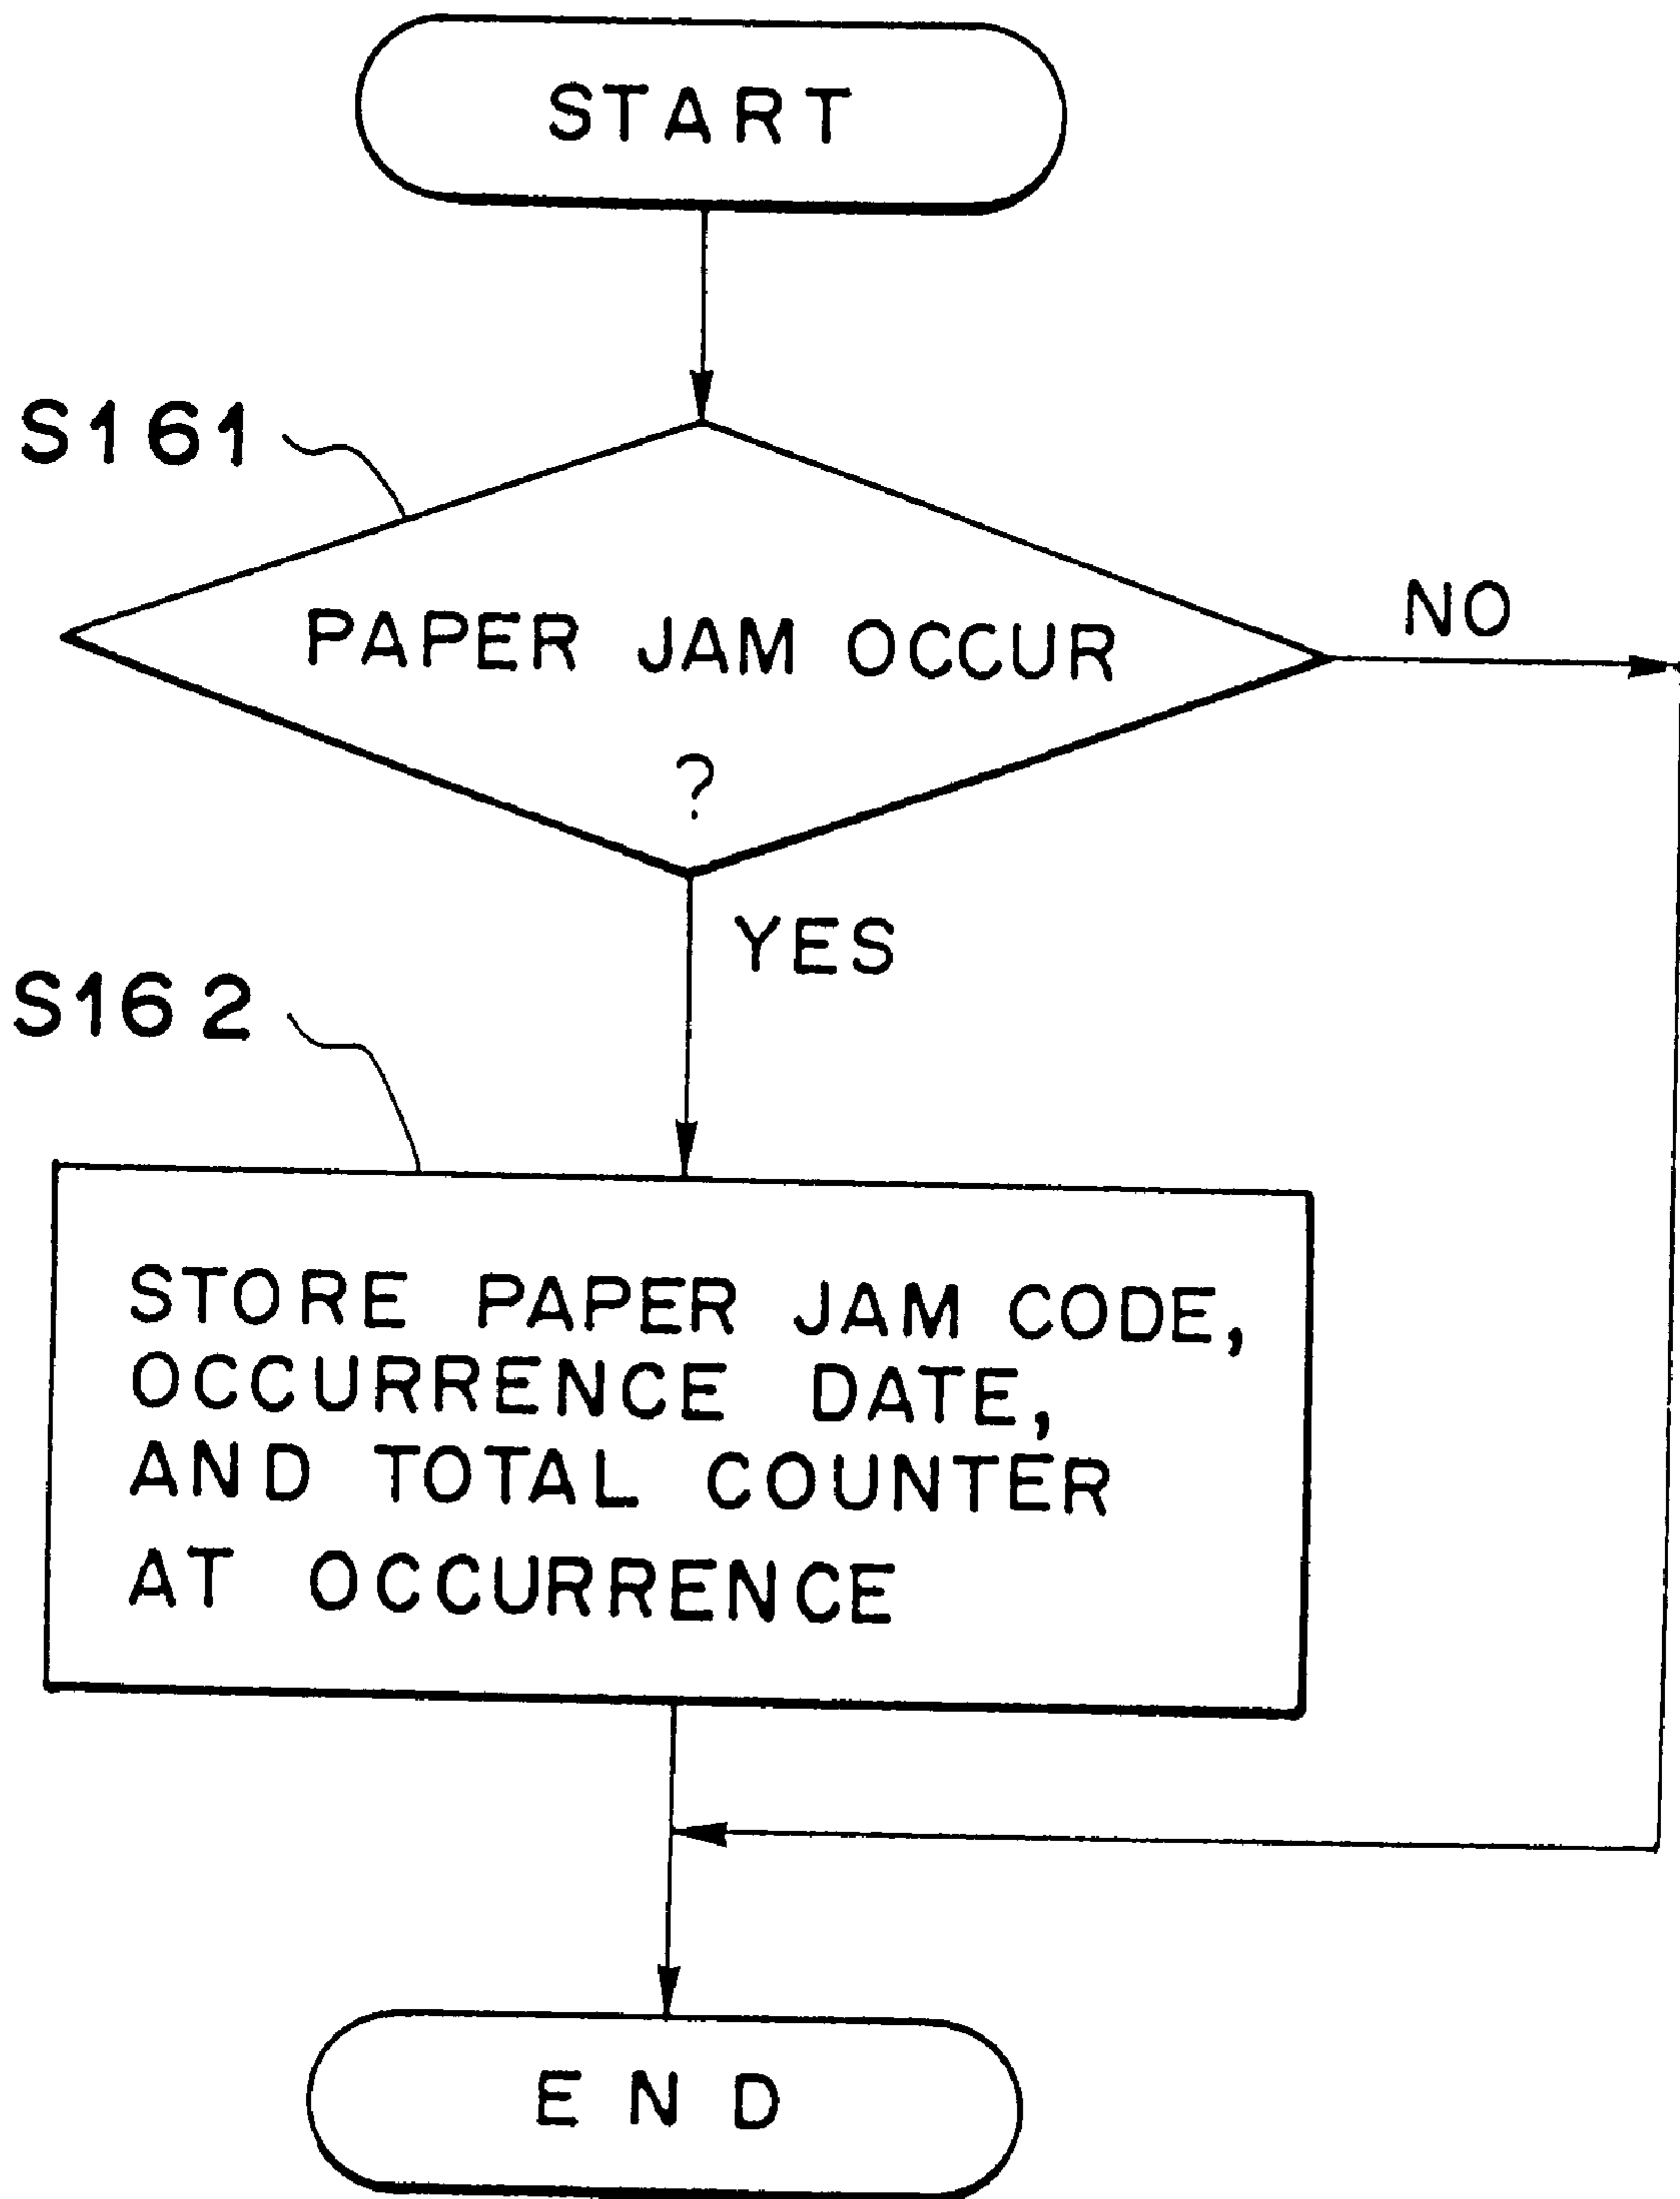 START
S161
PAPER JAM OCCUR
?
NO
YES
S162
STORE PAPER JAM CODE,
OCCURRENCE DATE,
AND TOTAL COUNTER
AT OCCURRENCE
END